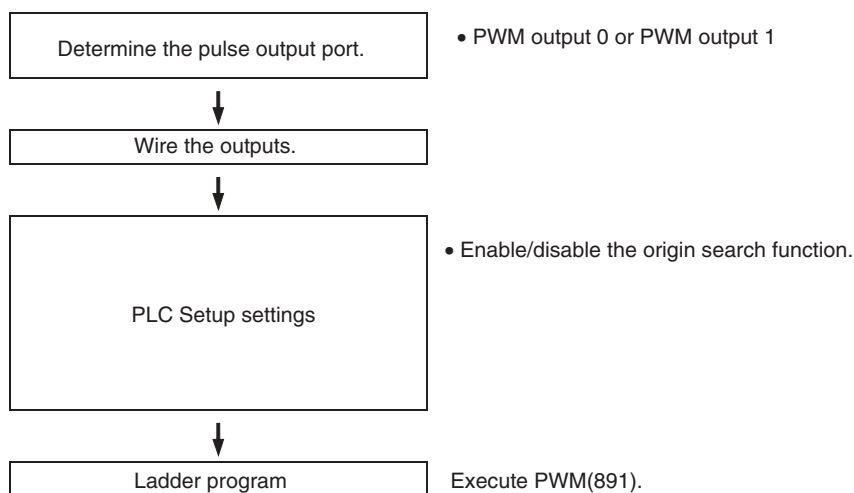 Determine the pulse output port.
• PWM output 0 or PWM output 1
Wire the outputs.
PLC Setup settings
• Enable/disable the origin search function.
Ladder program
Execute PWM(891).